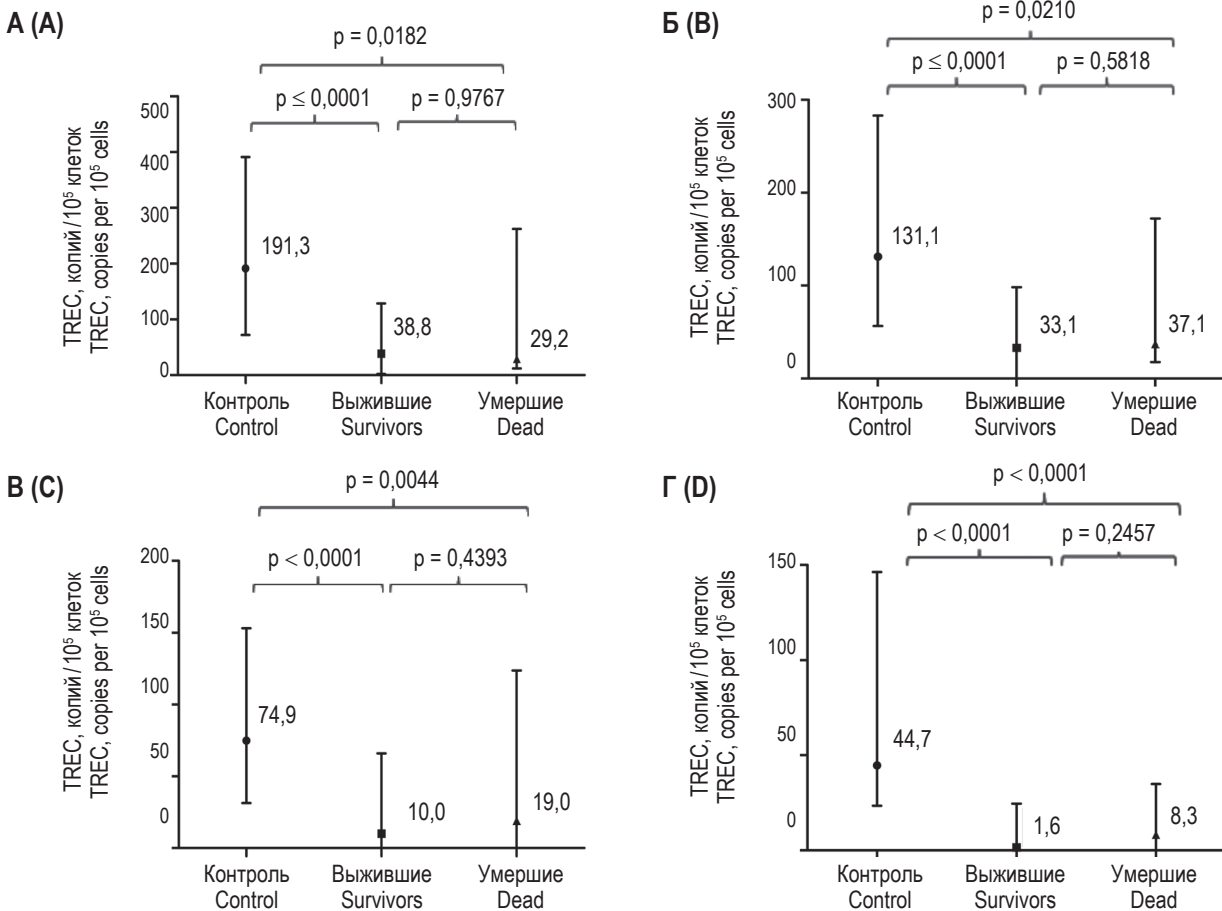 А (A)
p = 0,0182
p ≤ 0,0001
p = 0,9767
TREC, копий/10⁵ клеток
TREC, copies per 10⁵ cells
500
400
300
200
100
0
191,3
38,8
29,2
Контроль
Control
Выжившие
Survivors
Умершие
Dead
Б (B)
p = 0,0210
p ≤ 0,0001
p = 0,5818
TREC, копий/10⁵ клеток
TREC, copies per 10⁵ cells
300
200
100
0
131,1
33,1
37,1
Контроль
Control
Выжившие
Survivors
Умершие
Dead
В (C)
p = 0,0044
p < 0,0001
p = 0,4393
TREC, копий/10⁵ клеток
TREC, copies per 10⁵ cells
200
150
100
50
0
74,9
10,0
19,0
Контроль
Control
Выжившие
Survivors
Умершие
Dead
Г (D)
p < 0,0001
p < 0,0001
p = 0,2457
TREC, копий/10⁵ клеток
TREC, copies per 10⁵ cells
150
100
50
0
44,7
1,6
8,3
Контроль
Control
Выжившие
Survivors
Умершие
Dead